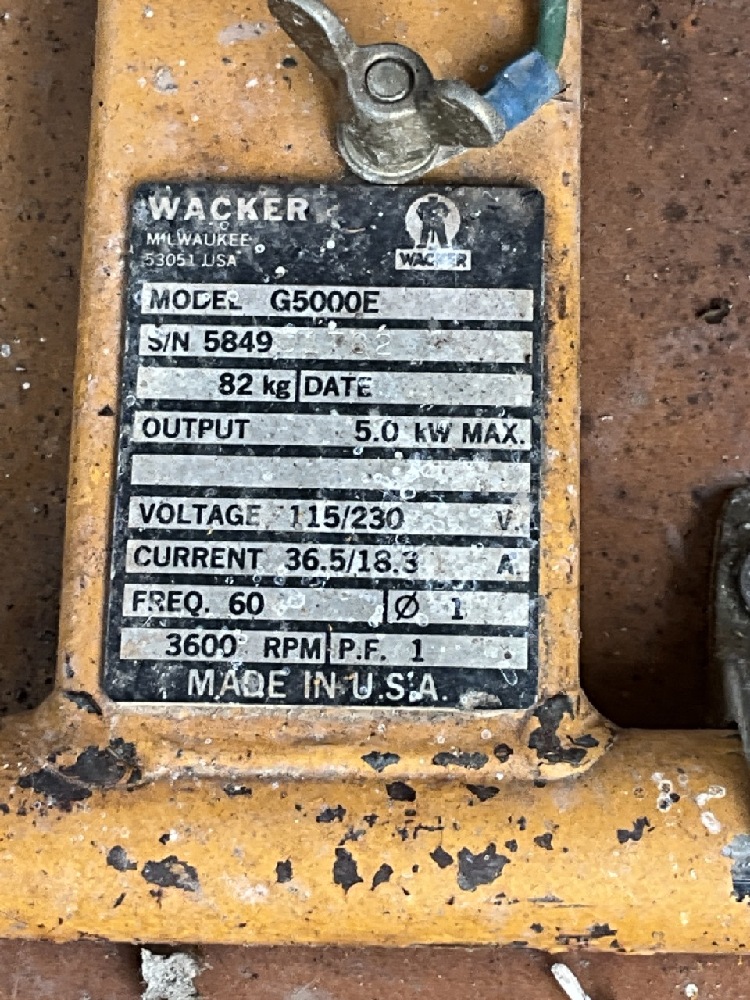 WACKER
MILWAUKEE
53051 USA
WACKER
MODEL G5000E
S/N 5849
82 kg DATE
OUTPUT 5.0 kW MAX.
VOLTAGE 115/230 V.
CURRENT 36.5/18.3 A.
FREQ. 60 Ø 1
3600 RPM P.F. 1
MADE IN U.S.A.